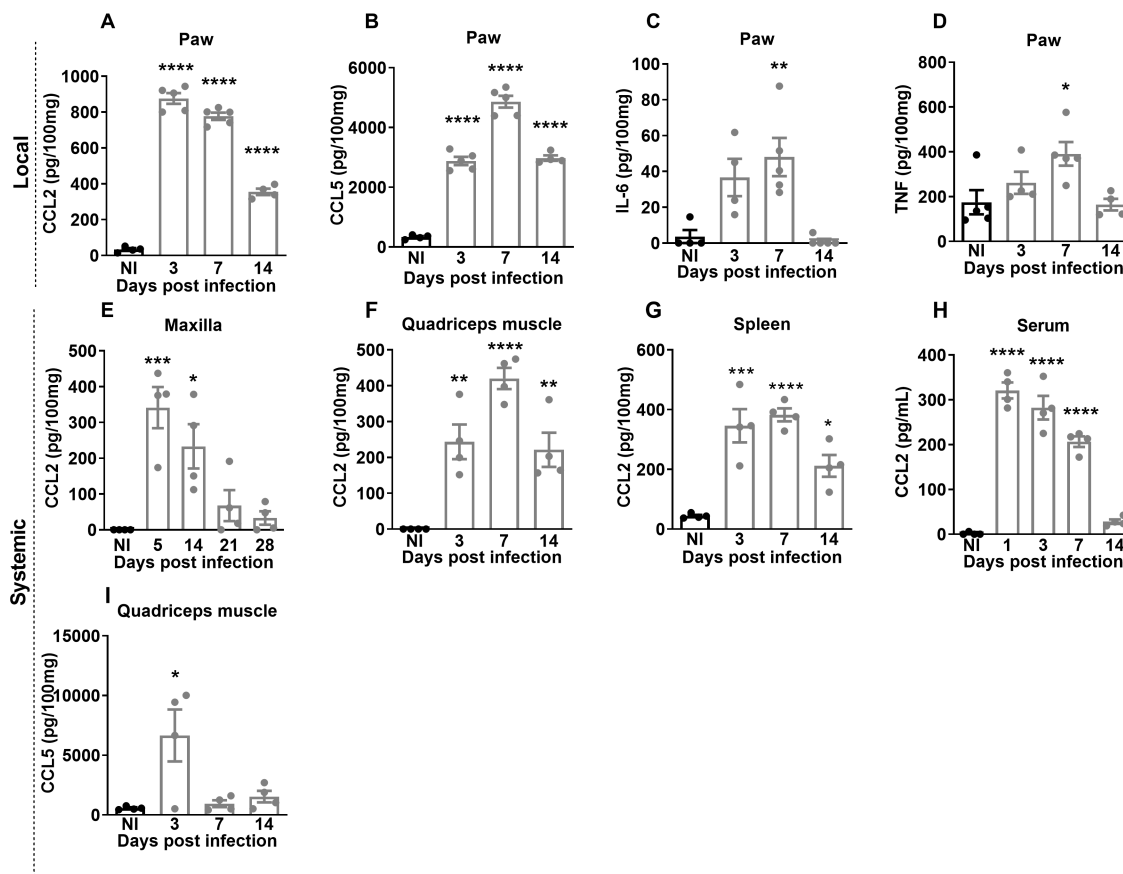 Local
A
Paw
****
****
****
CCL2 (pg/100mg)
1000
800
600
400
200
0
NI 3 7 14
Days post infection
B
Paw
****
****
****
CCL5 (pg/100mg)
6000
4000
2000
0
NI 3 7 14
Days post infection
C
Paw
**
IL-6 (pg/100mg)
100
80
60
40
20
0
NI 3 7 14
Days post infection
D
Paw
*
TNF (pg/100mg)
800
600
400
200
0
NI 3 7 14
Days post infection
Systemic
E
Maxilla
***
*
CCL2 (pg/100mg)
500
400
300
200
100
0
NI 5 14 21 28
Days post infection
F
Quadriceps muscle
**
****
**
CCL2 (pg/100mg)
500
400
300
200
100
0
NI 3 7 14
Days post infection
G
Spleen
***
****
*
CCL2 (pg/100mg)
600
400
200
0
NI 3 7 14
Days post infection
H
Serum
****
****
****
CCL2 (pg/mL)
400
300
200
100
0
NI 1 3 7 14
Days post infection
I
Quadriceps muscle
*
CCL5 (pg/100mg)
15000
10000
5000
0
NI 3 7 14
Days post infection